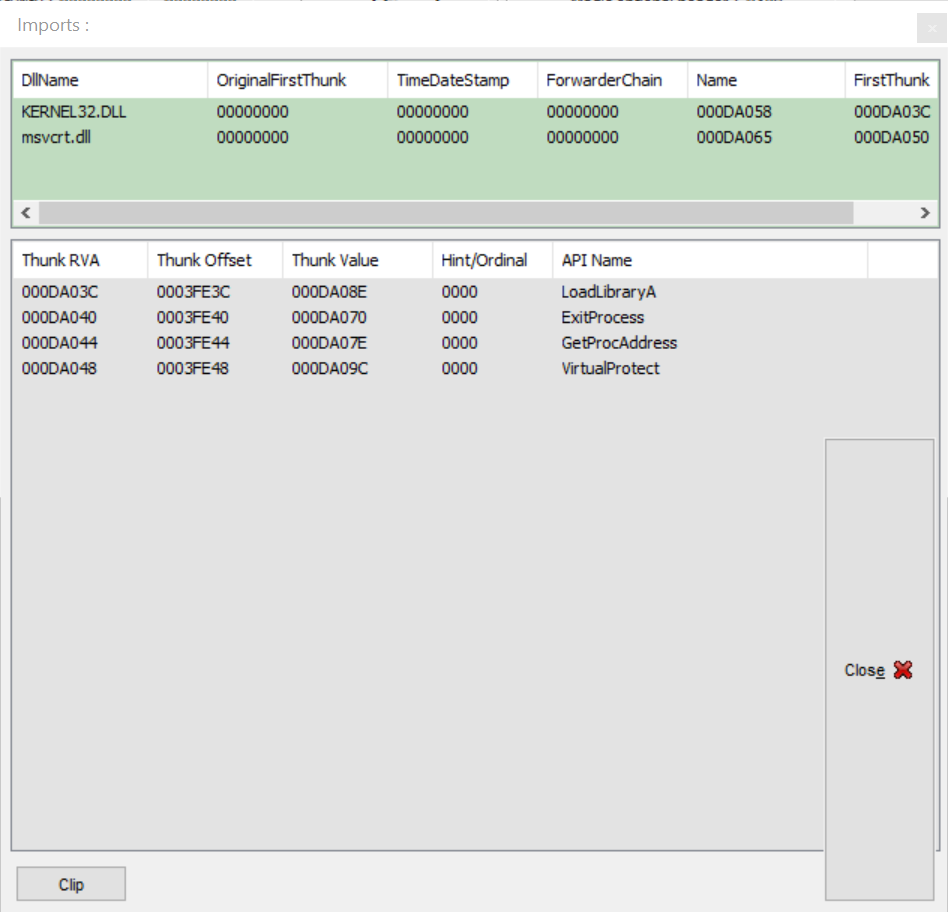 Imports :
DllName OriginalFirstThunk TimeDateStamp ForwarderChain Name FirstThunk
KERNEL32.DLL 00000000 00000000 00000000 000DA058 000DA03C
msvcrt.dll 00000000 00000000 00000000 000DA065 000DA050
Thunk RVA Thunk Offset Thunk Value Hint/Ordinal API Name
000DA03C 0003FE3C 000DA08E 0000 LoadLibraryA
000DA040 0003FE40 000DA070 0000 ExitProcess
000DA044 0003FE44 000DA07E 0000 GetProcAddress
000DA048 0003FE48 000DA09C 0000 VirtualProtect
Close
Clip